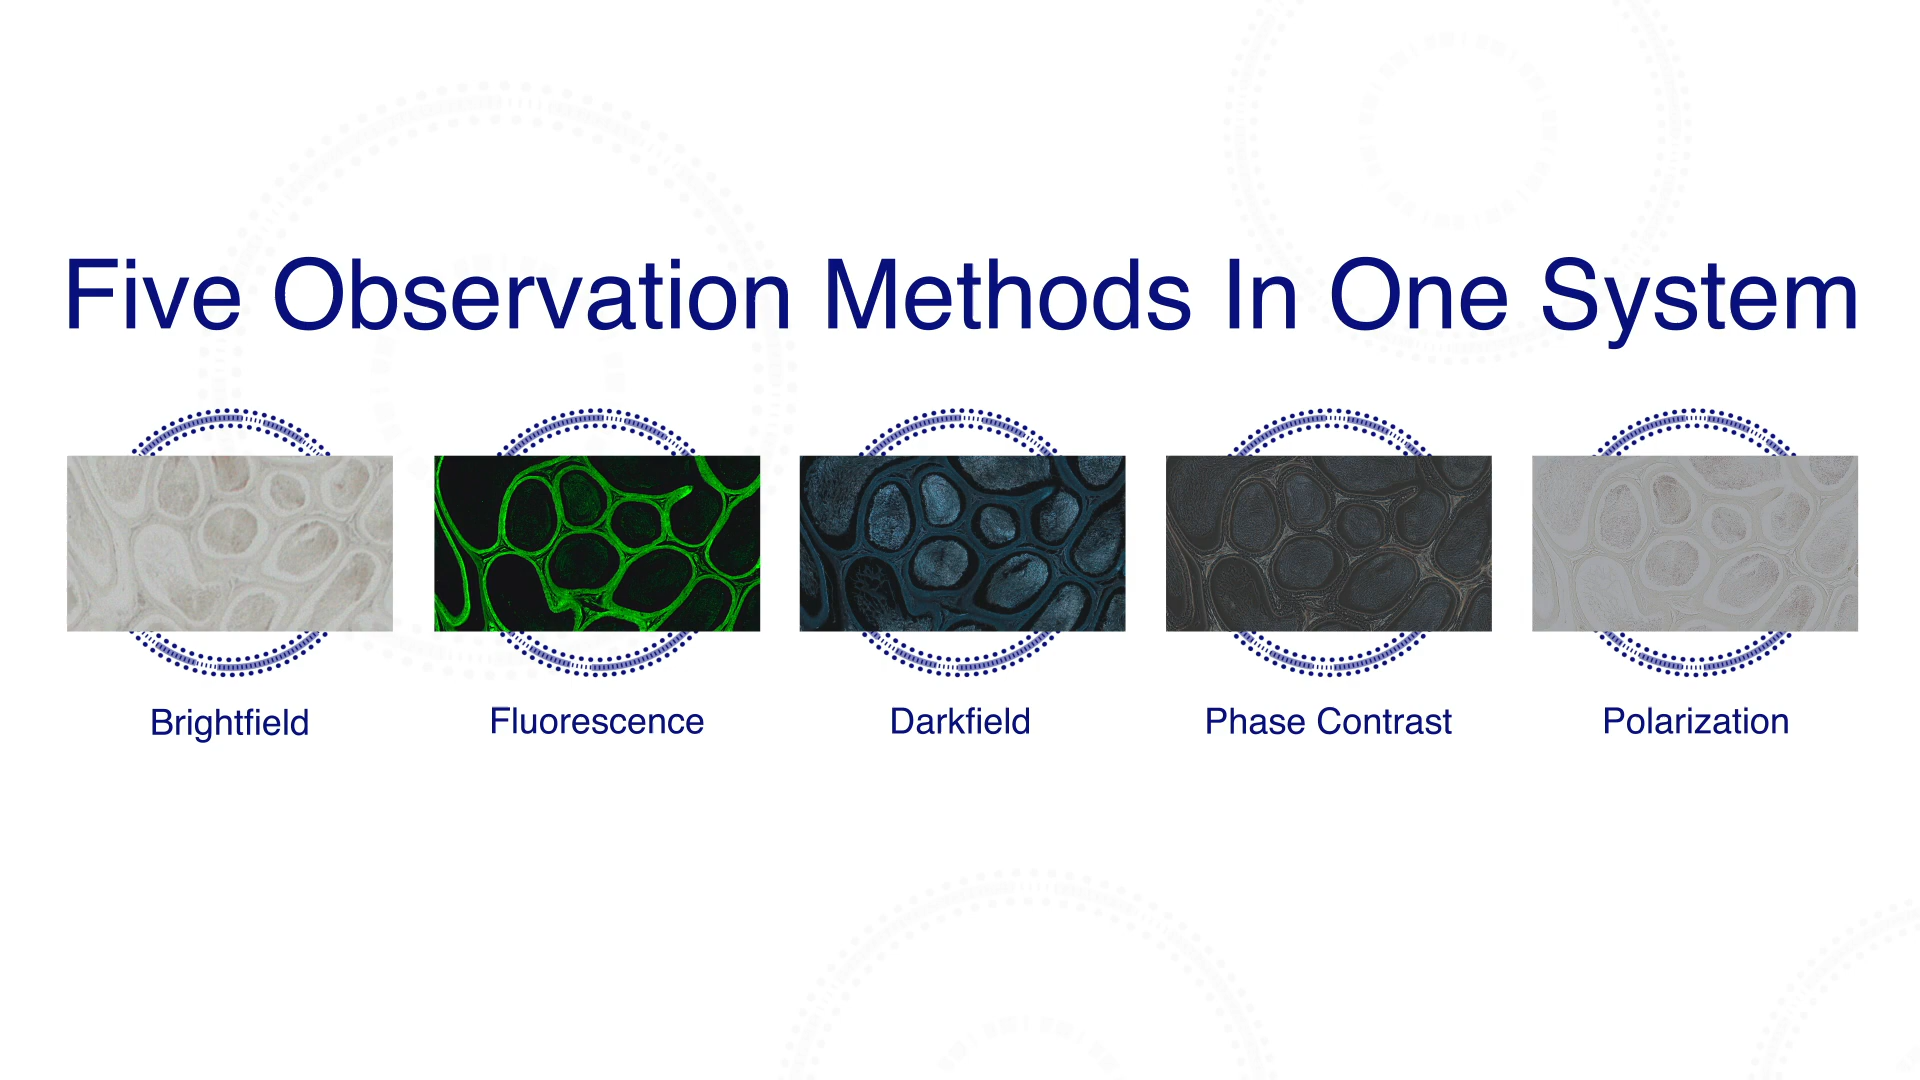 Five Observation Methods In One System
Brightfield
Fluorescence
Darkfield
Phase Contrast
Polarization